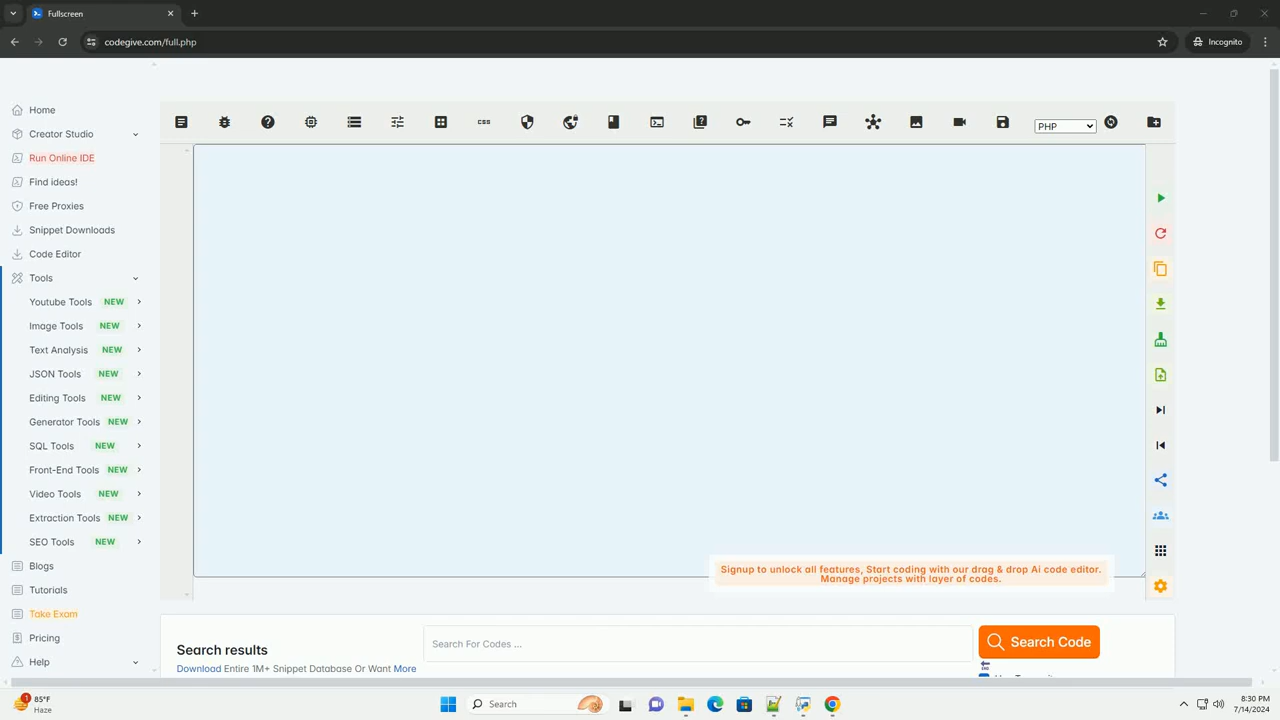 Fullscreen
codegive.com/full.php
Incognito
Home
Creator Studio
Run Online IDE
Find ideas!
Free Proxies
Snippet Downloads
Code Editor
Tools
Youtube Tools NEW
Image Tools NEW
Text Analysis NEW
JSON Tools NEW
Editing Tools NEW
Generator Tools NEW
SQL Tools NEW
Front-End Tools NEW
Video Tools NEW
Extraction Tools NEW
SEO Tools NEW
Blogs
Tutorials
Take Exam
Pricing
Help
CSS
PHP
Signup to unlock all features, Start coding with our drag & drop Ai code editor.
Manage projects with layer of codes.
Search results
Download Entire 1M+ Snippet Database Or Want More
Search For Codes ...
Search Code
1
85°F
Haze
Search
8:30 PM
7/14/2024